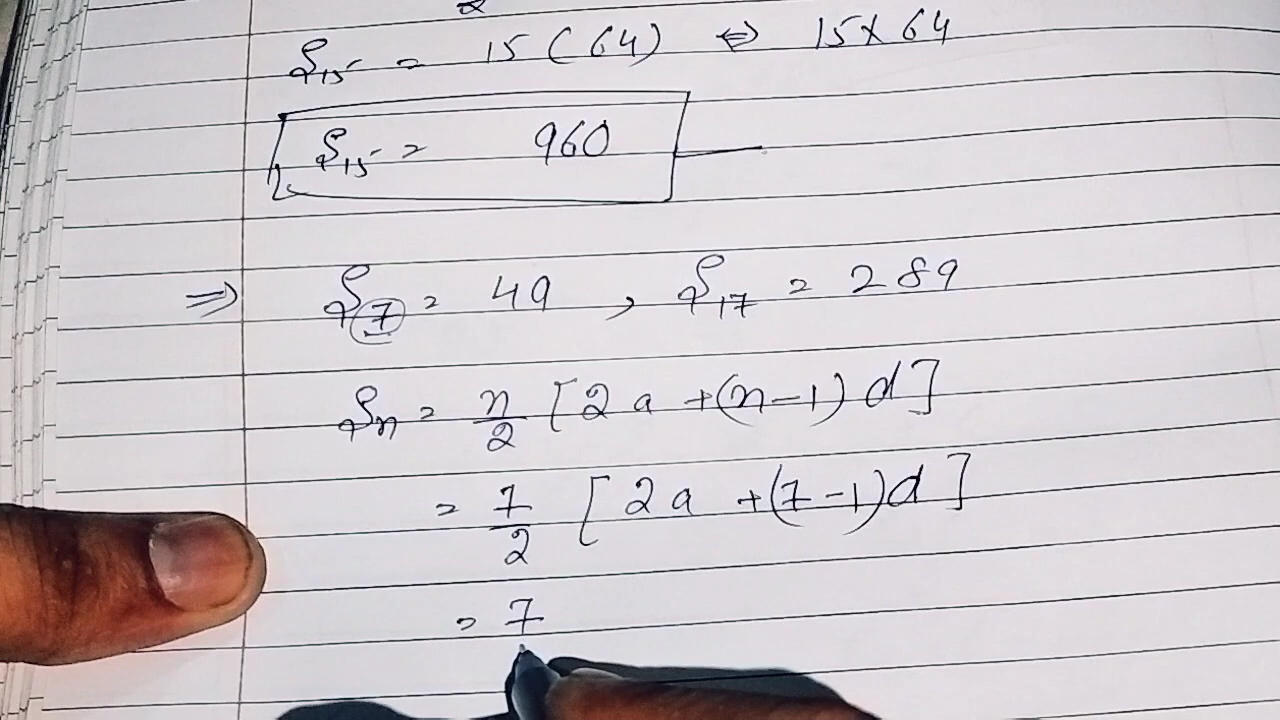 2
S₁₅ = 15 (64) ⇔ 15 × 64
S₁₅ = 960
⇒ S₇ = 49 , S₁₇ = 289
Sₙ = n/2 [2a + (n-1) d]
= 7/2 [2a + (7-1) d]
= 7